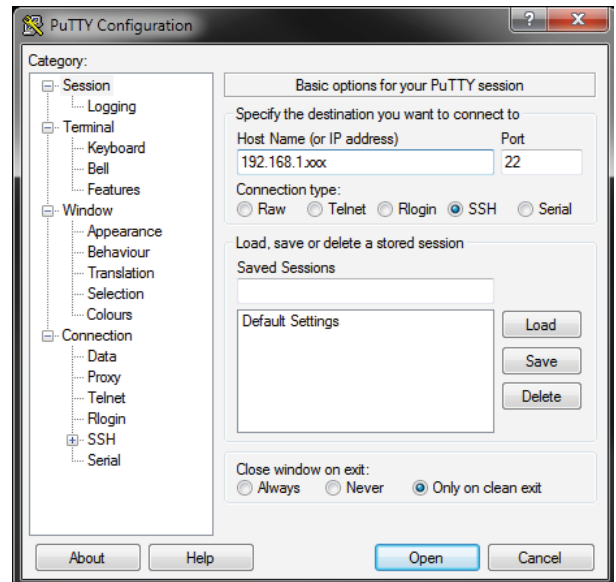 PuTTY Configuration
?
X
Category:
Session
Logging
Terminal
Keyboard
Bell
Features
Window
Appearance
Behaviour
Translation
Selection
Colours
Connection
Data
Proxy
Telnet
Rlogin
SSH
Serial
Basic options for your PuTTY session
Specify the destination you want to connect to
Host Name (or IP address) Port
192.168.1.xxx 22
Connection type:
Raw Telnet Rlogin SSH Serial
Load, save or delete a stored session
Saved Sessions
Default Settings
Load
Save
Delete
Close window on exit:
Always Never Only on clean exit
About Help Open Cancel